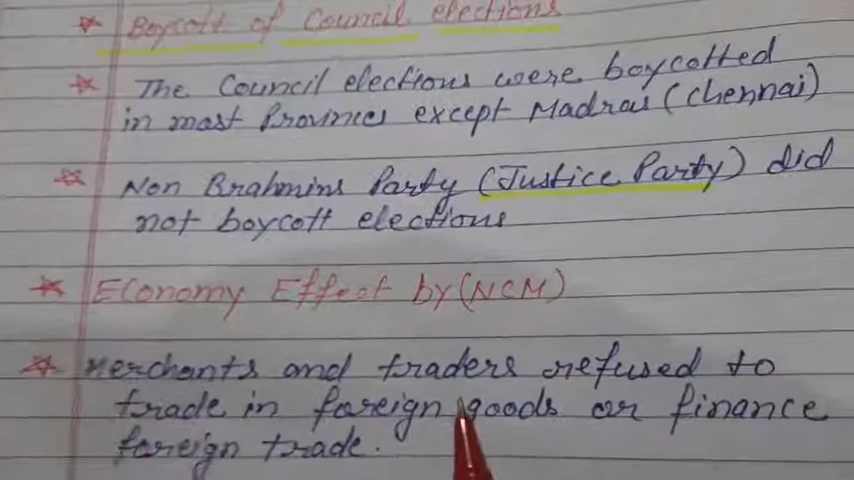 Boycott of Council elections
The Council elections were boycotted
in most Provinces except Madras (Chennai)
Non Brahmins Party (Justice Party) did
not boycott elections
Economy Effect by (NCM)
Merchants and traders refused to
trade in foreign goods or finance
foreign trade.